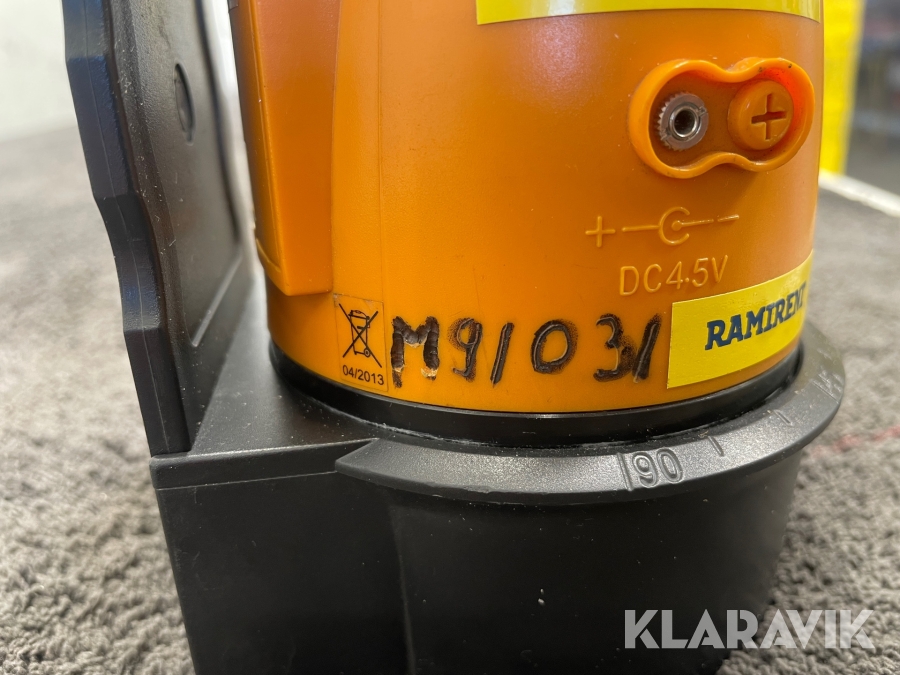 DC4.5V
RAMIRENT
04/2013
M91031
90
KLARAVIK